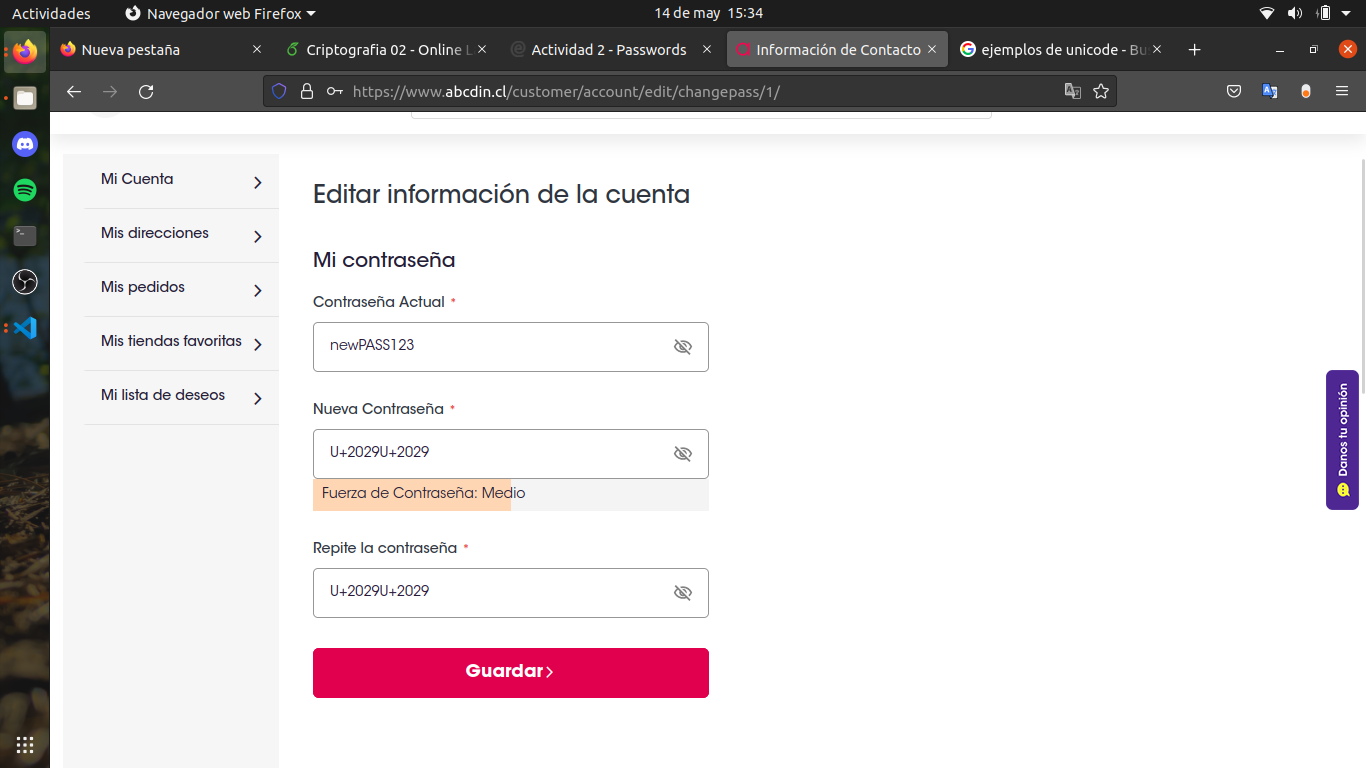 Actividades
Navegador web Firefox
14 de may 15:34
Nueva pestaña
Criptografia 02 - Online L
Actividad 2 - Passwords
Información de Contacto
ejemplos de unicode - Bu
https://www.abcdin.cl/customer/account/edit/changepass/1/
Mi Cuenta
Mis direcciones
Mis pedidos
Mis tiendas favoritas
Mi lista de deseos
Editar información de la cuenta
Mi contraseña
Contraseña Actual *
newPASS123
Nueva Contraseña *
U+2029U+2029
Fuerza de Contraseña: Medio
Repite la contraseña *
U+2029U+2029
Guardar
Danos tu opinión